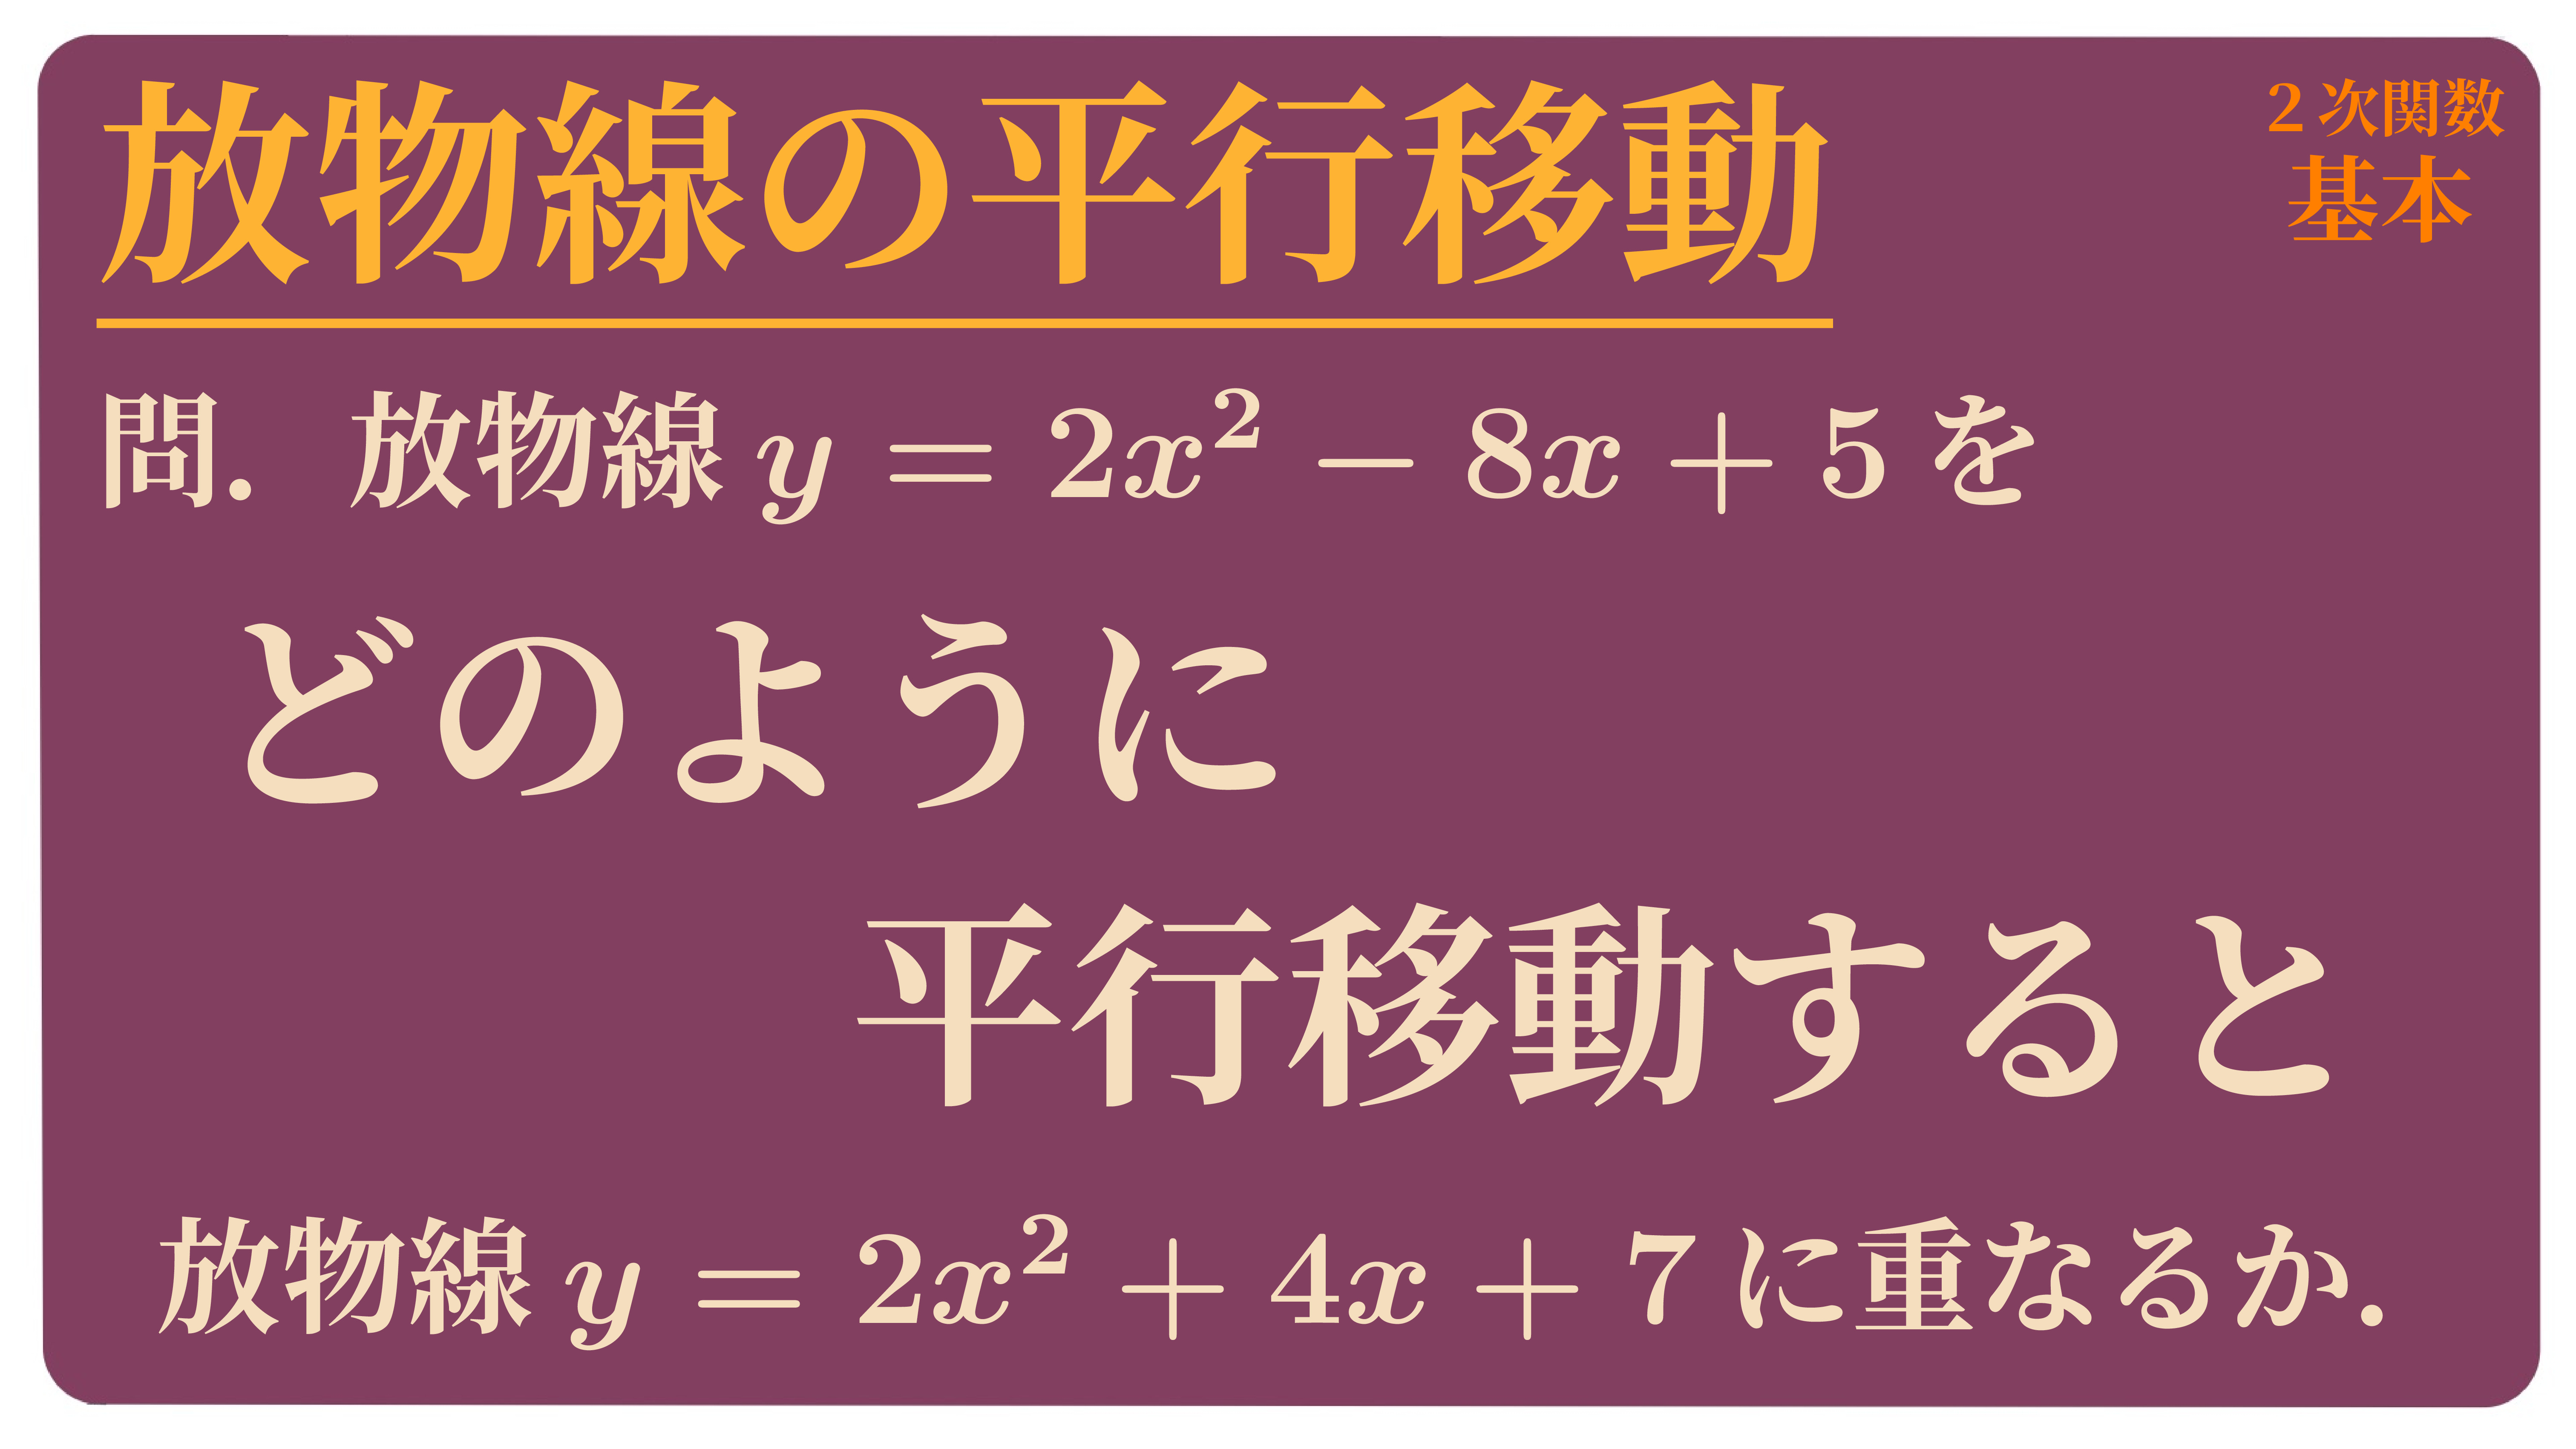 放物線の平行移動
2次関数
基本
問. 放物線 y = 2x² − 8x + 5 を
どのように
平行移動すると
放物線 y = 2x² + 4x + 7 に重なるか.